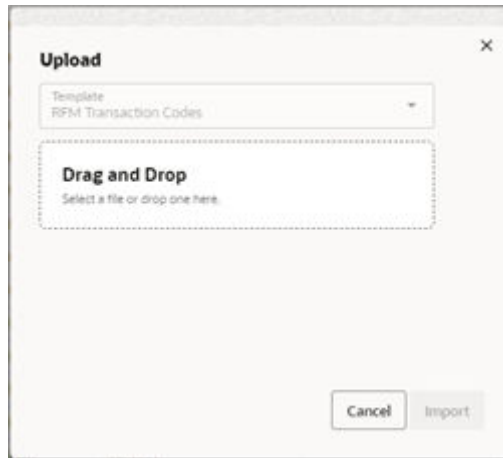 Upload
Template
RFM Transaction Codes
Drag and Drop
Select a file or drop one here.
Cancel
Import